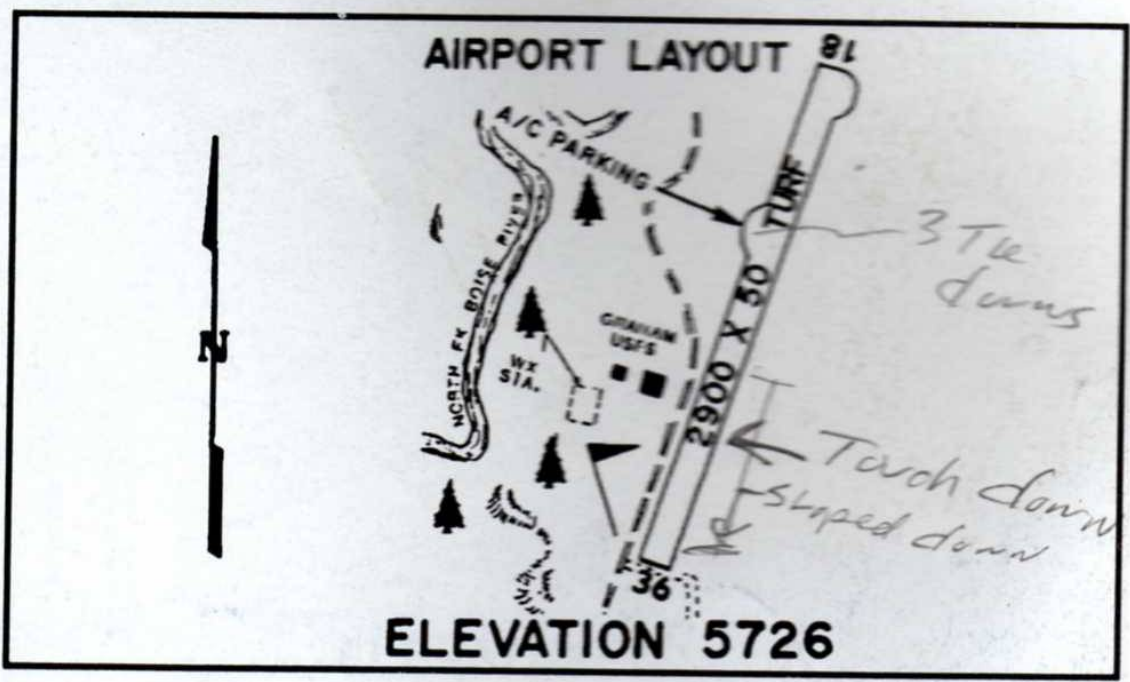 AIRPORT LAYOUT
18
A/C PARKING
TURF
3 Tie
downs
NORTH FK BOISE RIVER
N
GRAHAM
USFS
WX
STA.
2900 X 50
Touch down
sloped down
36
ELEVATION 5726